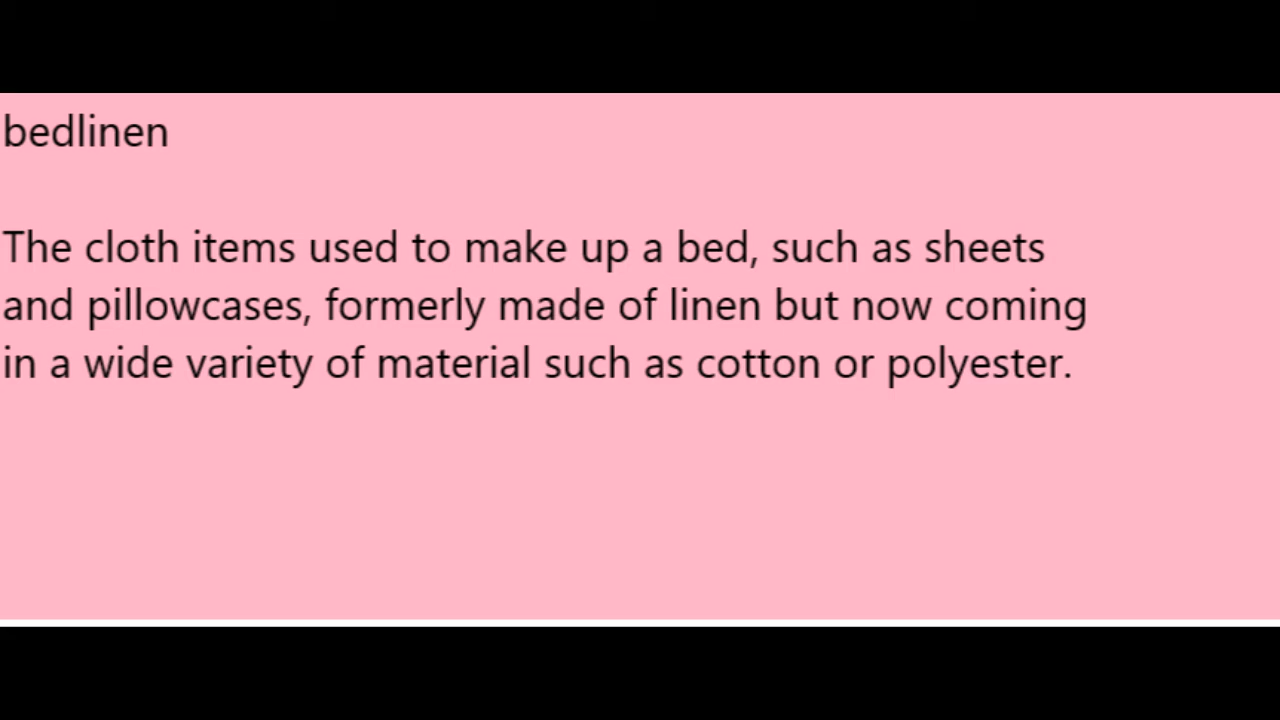 bedlinen
The cloth items used to make up a bed, such as sheets
and pillowcases, formerly made of linen but now coming
in a wide variety of material such as cotton or polyester.